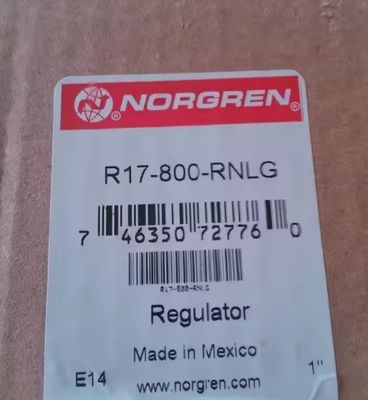 NORGREN®
R17-800-RNLG
7 46350 72776 0
R17-800-RNLG
Regulator
Made in Mexico
E14 www.norgren.com 1"